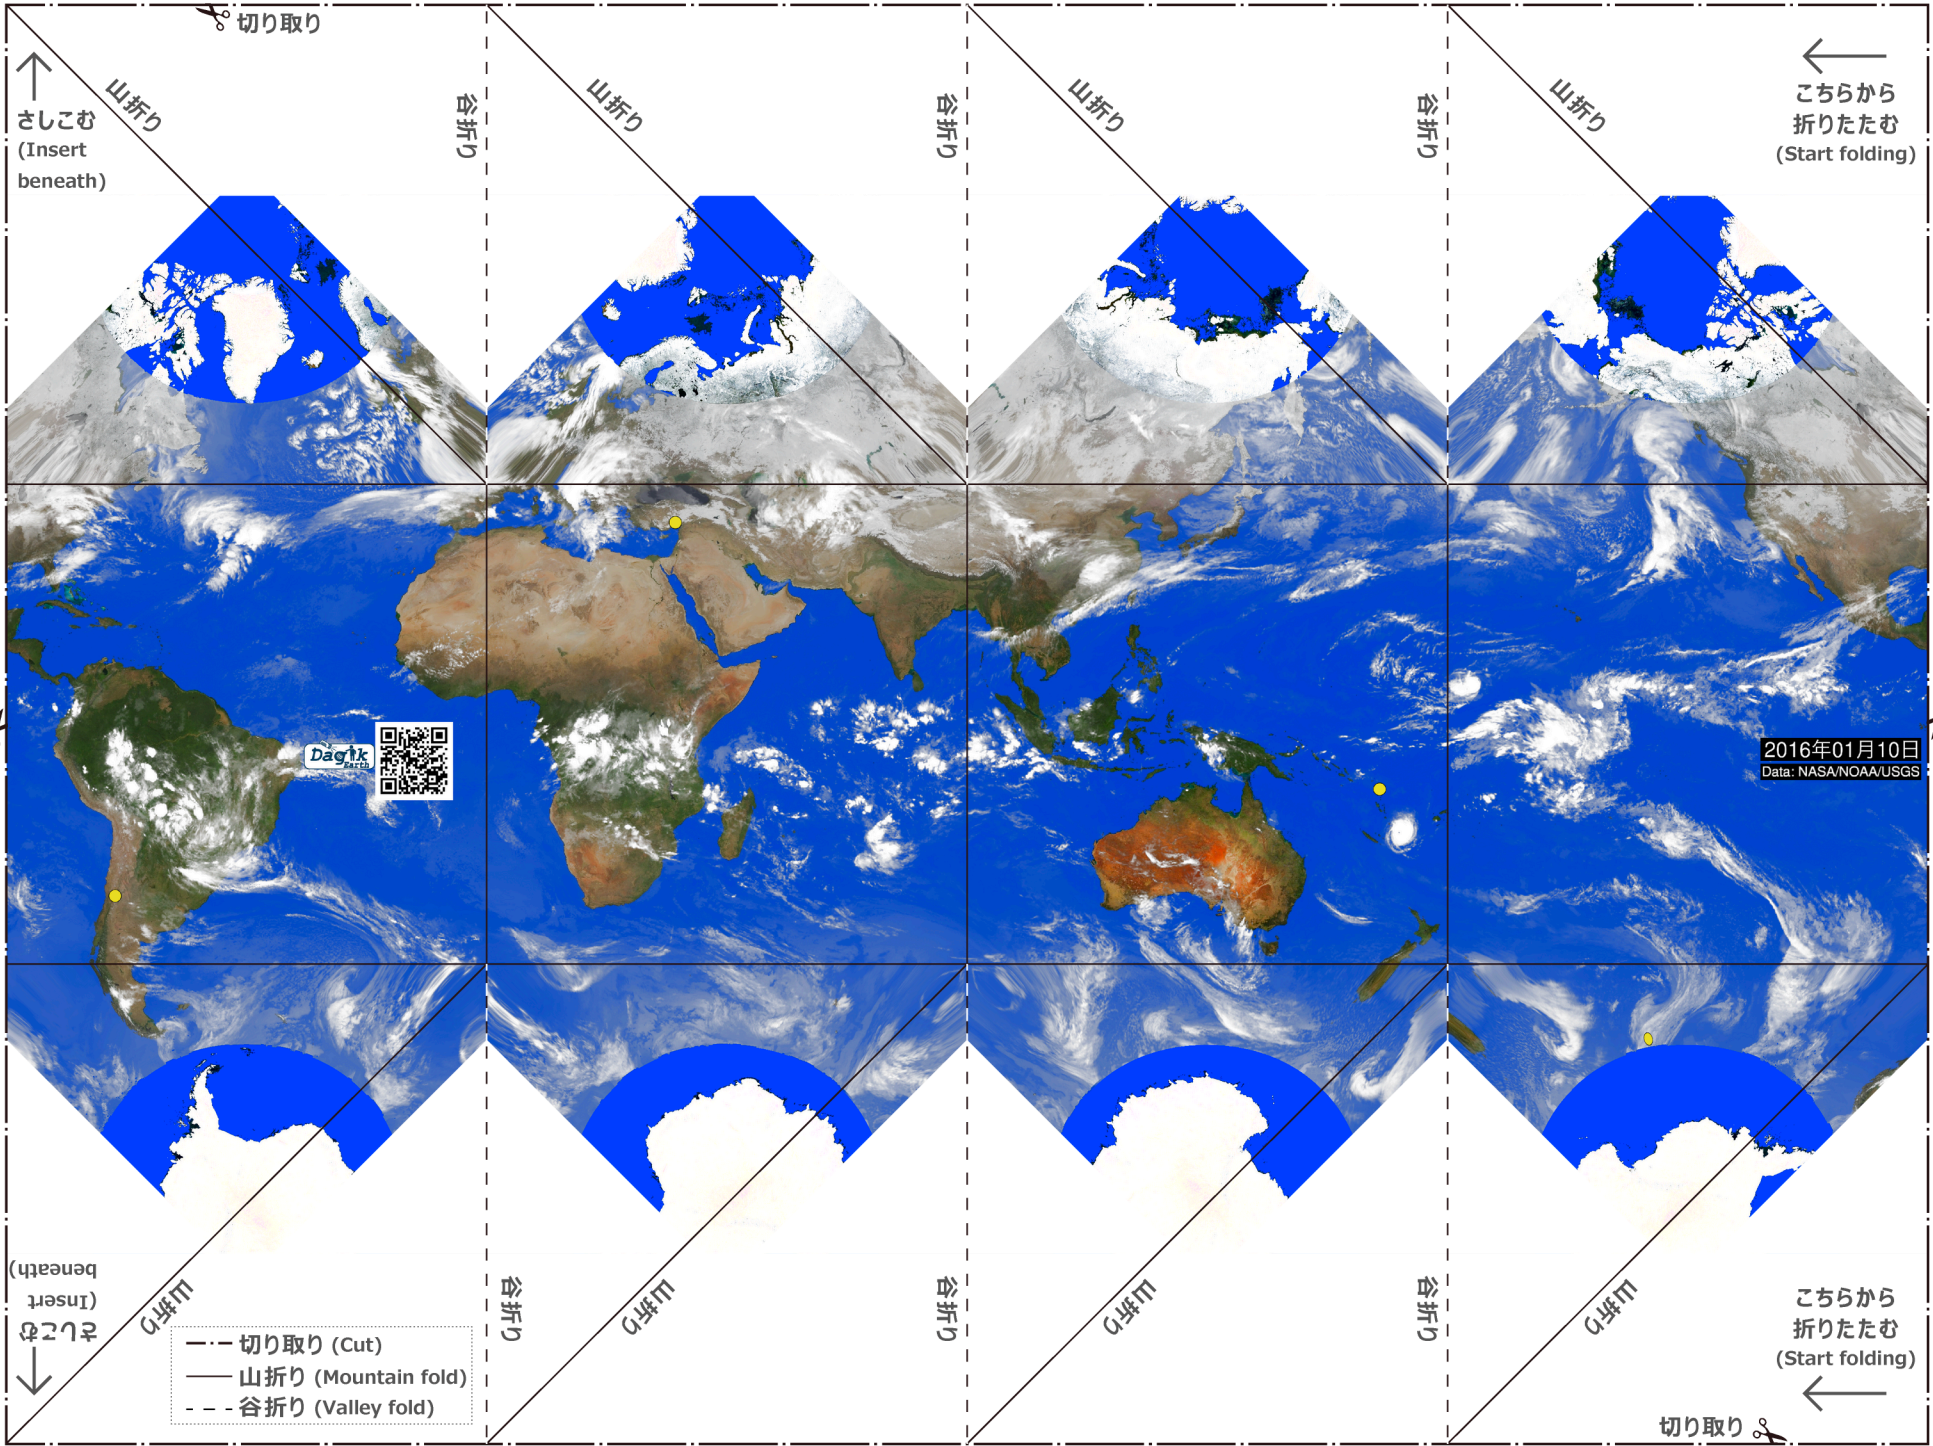 切り取り
山折り
谷折り
山折り
谷折り
山折り
谷折り
山折り
こちらから
折りたたむ
(Start folding)
さしこむ
(Insert
beneath)
Dagik
Earth
2016年01月10日
Data: NASA/NOAA/USGS
さしこむ
(Insert
beneath)
山折り
谷折り
山折り
谷折り
山折り
谷折り
山折り
こちらから
折りたたむ
(Start folding)
切り取り (Cut)
山折り (Mountain fold)
谷折り (Valley fold)
切り取り